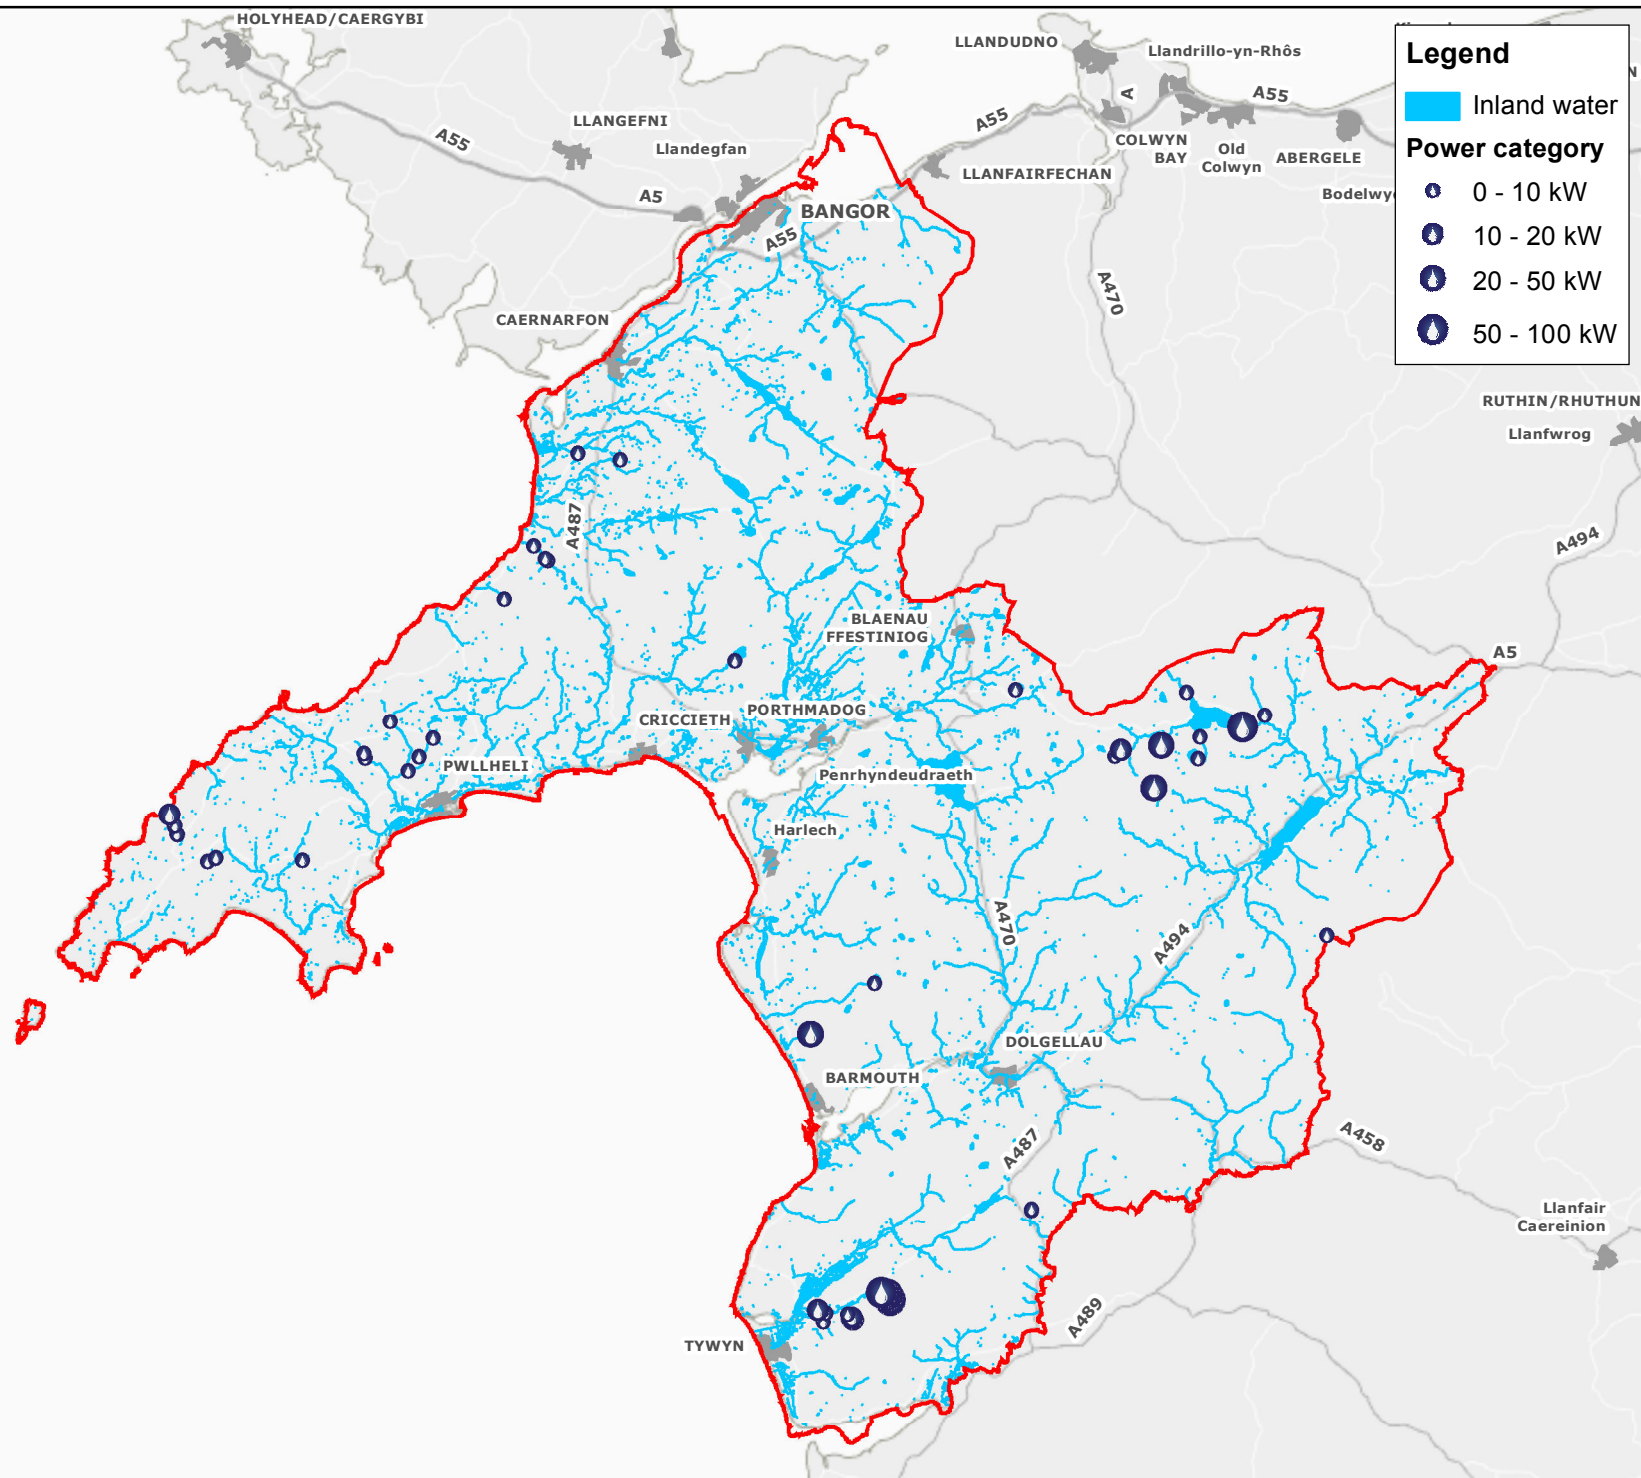 HOLYHEAD/CAERGYBI
LLANDUDNO
Llandrillo-yn-Rhôs
A
A55
A55
A55
LLANGEFNI
Llandegfan
A5
COLWYN
BAY
Old
Colwyn
ABERGELE
LLANFAIRFECHAN
Legend
Inland water
Power category
0 - 10 kW
10 - 20 kW
20 - 50 kW
50 - 100 kW
BANGOR
A55
A470
CAERNARFON
RUTHIN/RHUTHUN
Llanfwrog
A487
A494
BLAENAU
FFESTINIOG
A5
CRICCIETH
PORTHMADOG
PWLLHELI
Penrhyndeudraeth
Harlech
A470
A494
DOLGELLAU
BARMOUTH
A487
A458
Llanfair
Caereinion
A489
TYWYN